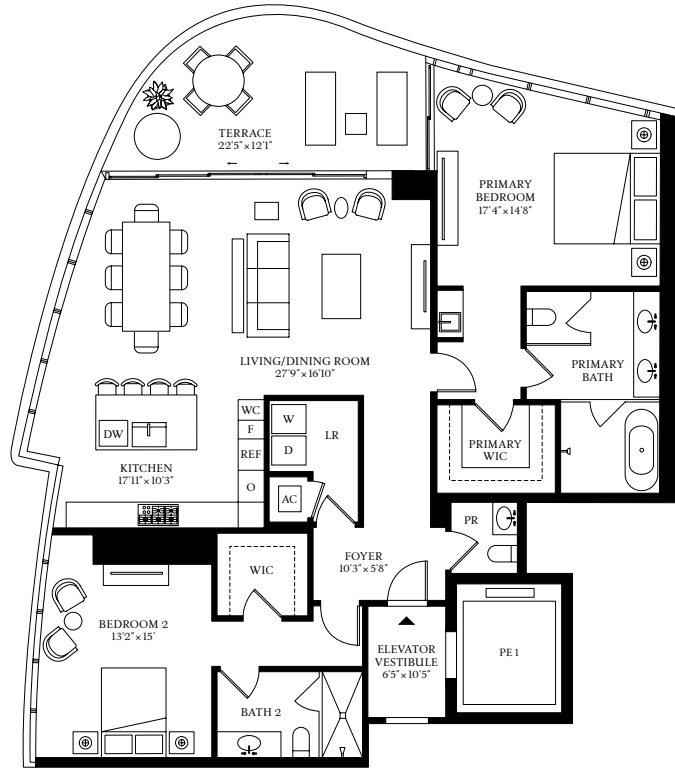 TERRACE
22'5"×12'1"
PRIMARY
BEDROOM
17'4"×14'8"
LIVING/DINING ROOM
27'9"×16'10"
PRIMARY
BATH
WC
F
REF
O
W
D
LR
AC
DW
KITCHEN
17'11"×10'3"
PRIMARY
WIC
PR
FOYER
10'3"×5'8"
WIC
BEDROOM 2
13'2"×15'
ELEVATOR
VESTIBULE
6'5"×10'5"
PE 1
BATH 2